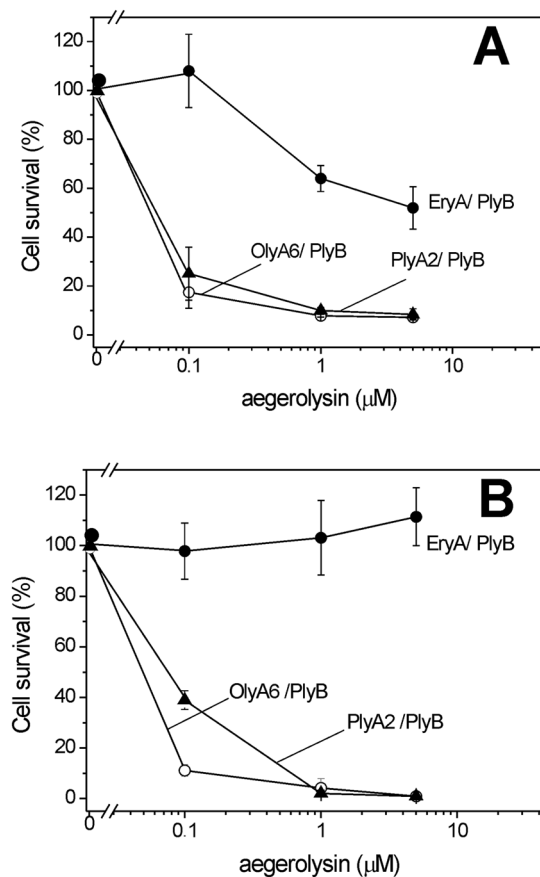 A
120
100
80
60
40
20
0
Cell survival (%)
EryA/ PlyB
OlyA6/ PlyB
PlyA2/ PlyB
0 0.1 1 10
aegerolysin (μM)
B
120
100
80
60
40
20
0
Cell survival (%)
EryA/ PlyB
OlyA6 /PlyB
PlyA2 /PlyB
0 0.1 1 10
aegerolysin (μM)